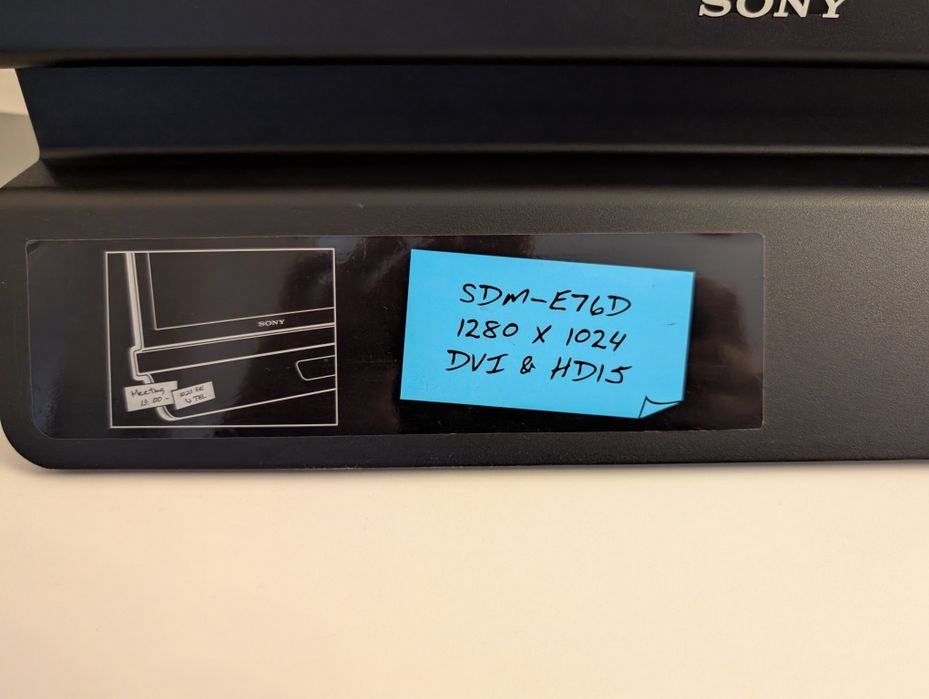 SONY
SONY
Meeting
SDM-E76D
1280 X 1024
DVI & HD15